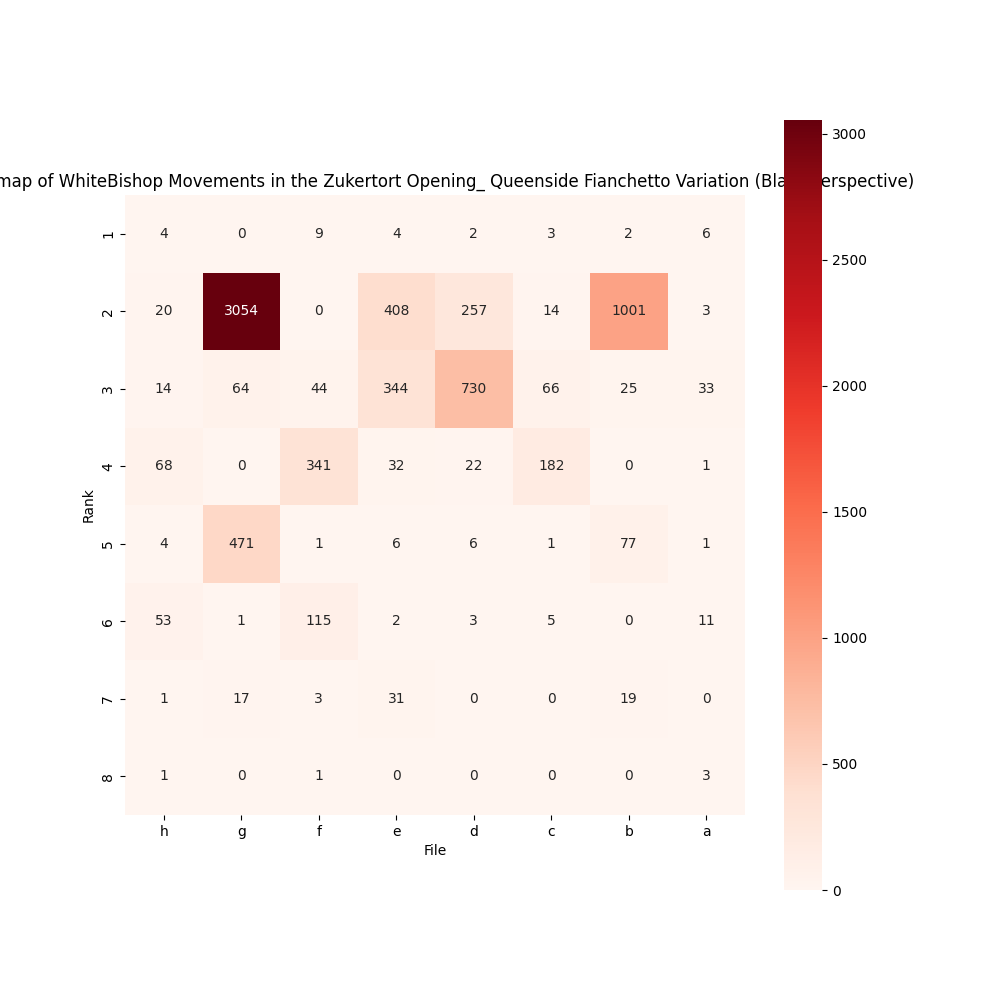 map of WhiteBishop Movements in the Zukertort Opening_ Queenside Fianchetto Variation (Bla erspective)
3000
2500
2000
1500
1000
500
0
1 4 0 9 4 2 3 2 6
2 20 3054 0 408 257 14 1001 3
3 14 64 44 344 730 66 25 33
4 68 0 341 32 22 182 0 1
Rank
5 4 471 1 6 6 1 77 1
6 53 1 115 2 3 5 0 11
7 1 17 3 31 0 0 19 0
8 1 0 1 0 0 0 0 3
h g f e d c b a
File